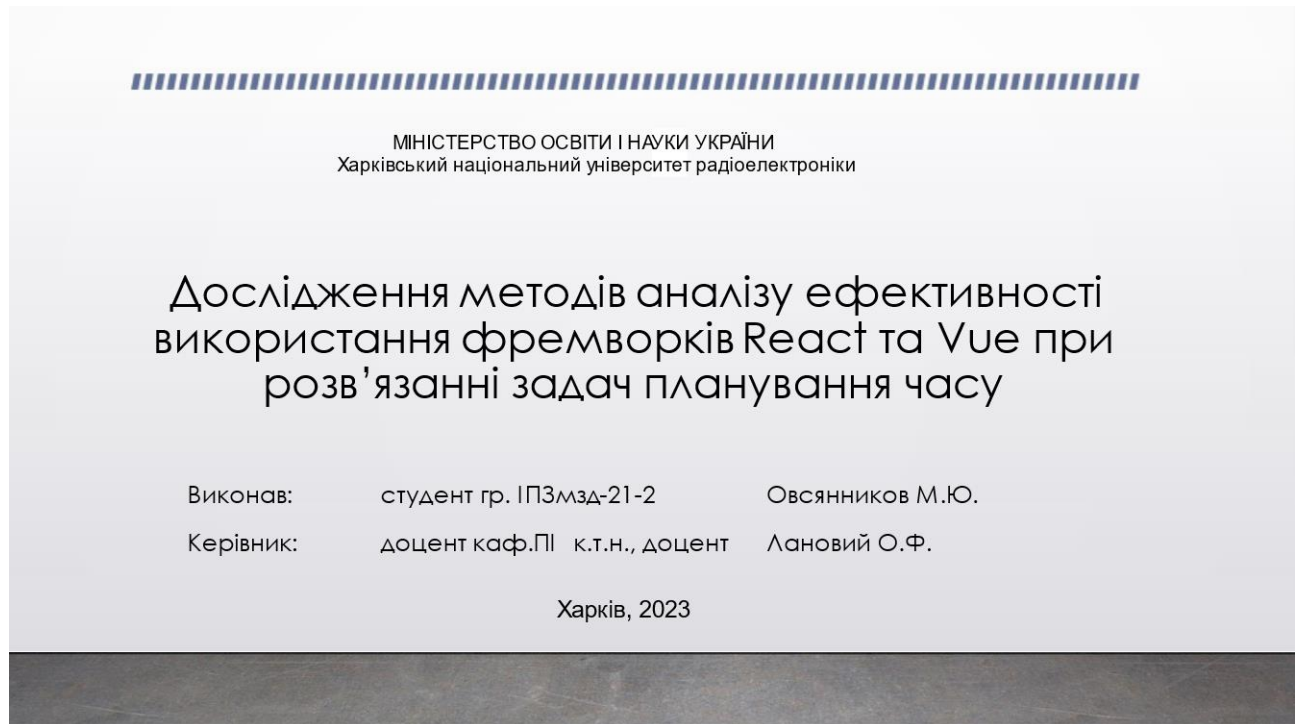 МІНІСТЕРСТВО ОСВІТИ І НАУКИ УКРАЇНИ
Харківський національний університет радіоелектроніки
Дослідження методів аналізу ефективності
використання фремворків React та Vue при
розв’язанні задач планування часу
Виконав: студент гр. ІПЗмзд-21-2 Овсянников М.Ю.
Керівник: доцент каф.ПІ к.т.н., доцент Лановий О.Ф.
Харків, 2023